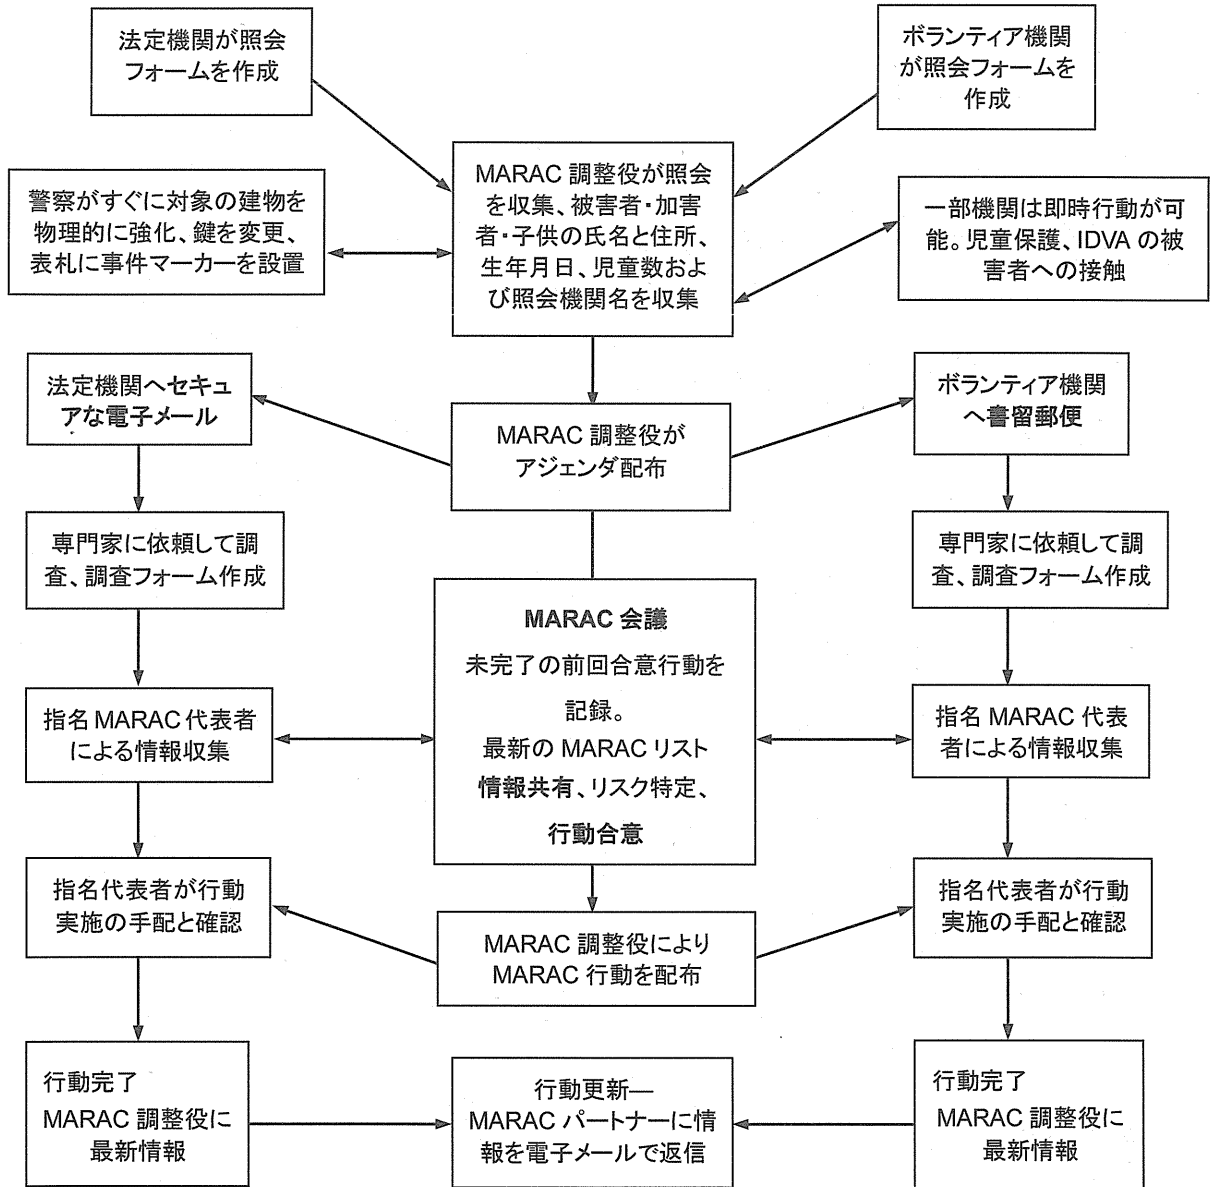 法定機関が照会
フォームを作成
ボランティア機関
が照会フォームを
作成
MARAC 調整役が照会
を収集、被害者・加害
者・子供の氏名と住所、
生年月日、児童数およ
び照会機関名を収集
警察がすぐに対象の建物を
物理的に強化、鍵を変更、
表札に事件マーカーを設置
一部機関は即時行動が可
能。児童保護、IDVA の被
害者への接触
法定機関へセキュ
アな電子メール
MARAC 調整役が
アジェンダ配布
ボランティア機関
へ書留郵便
専門家に依頼して調
査、調査フォーム作成
専門家に依頼して調
査、調査フォーム作成
MARAC 会議
未完了の前回合意行動を
記録。
最新の MARAC リスト
情報共有、リスク特定、
行動合意
指名 MARAC 代表者
による情報収集
指名 MARAC 代表
者による情報収集
指名代表者が行動
実施の手配と確認
MARAC 調整役により
MARAC 行動を配布
指名代表者が行動
実施の手配と確認
行動完了
MARAC 調整役に
最新情報
行動更新―
MARAC パートナーに情
報を電子メールで返信
行動完了
MARAC 調整役に
最新情報